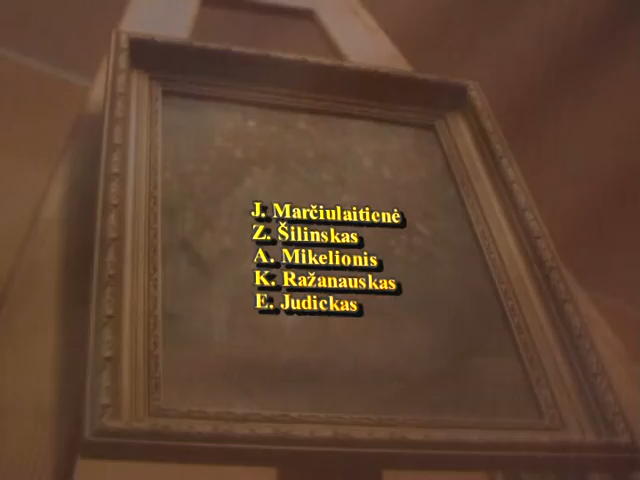 J. Marčiulaitienė
Z. Šilinskas
A. Mikelionis
K. Ražanauskas
E. Judickas